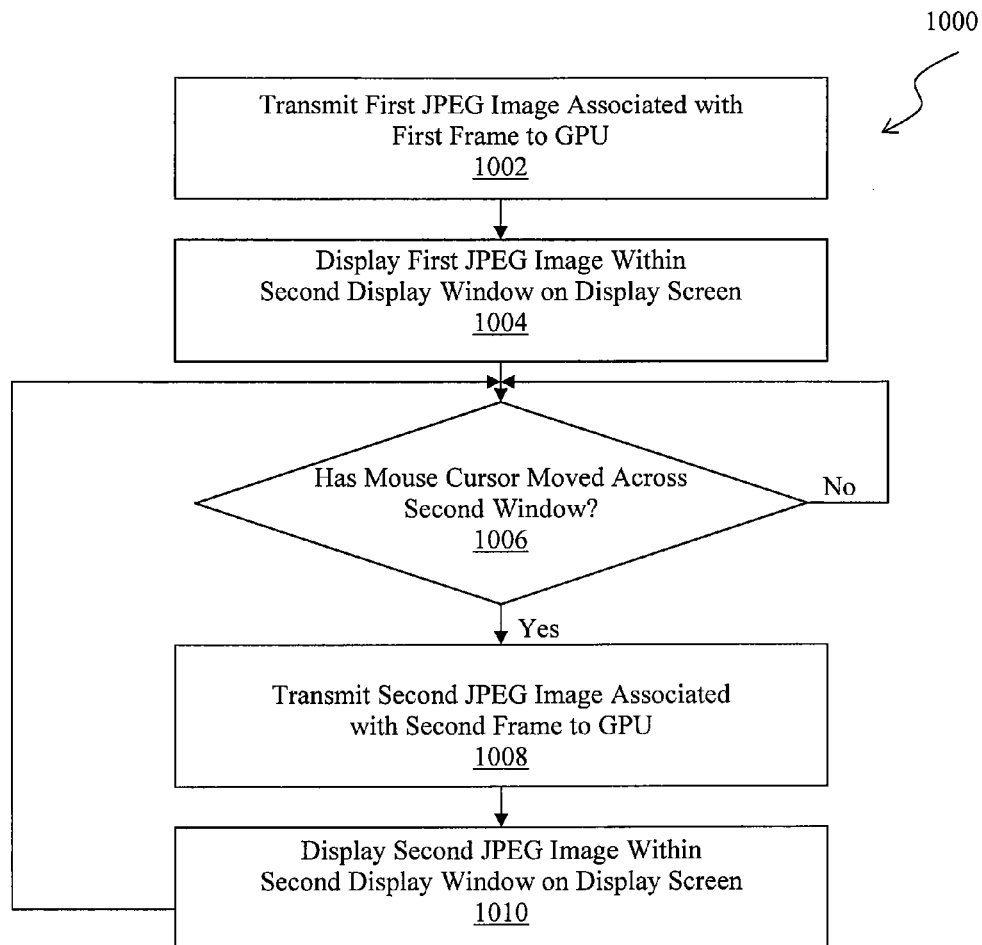 1000
Transmit First JPEG Image Associated with
First Frame to GPU
1002
Display First JPEG Image Within
Second Display Window on Display Screen
1004
Has Mouse Cursor Moved Across
Second Window?
1006
No
Yes
Transmit Second JPEG Image Associated
with Second Frame to GPU
1008
Display Second JPEG Image Within
Second Display Window on Display Screen
1010